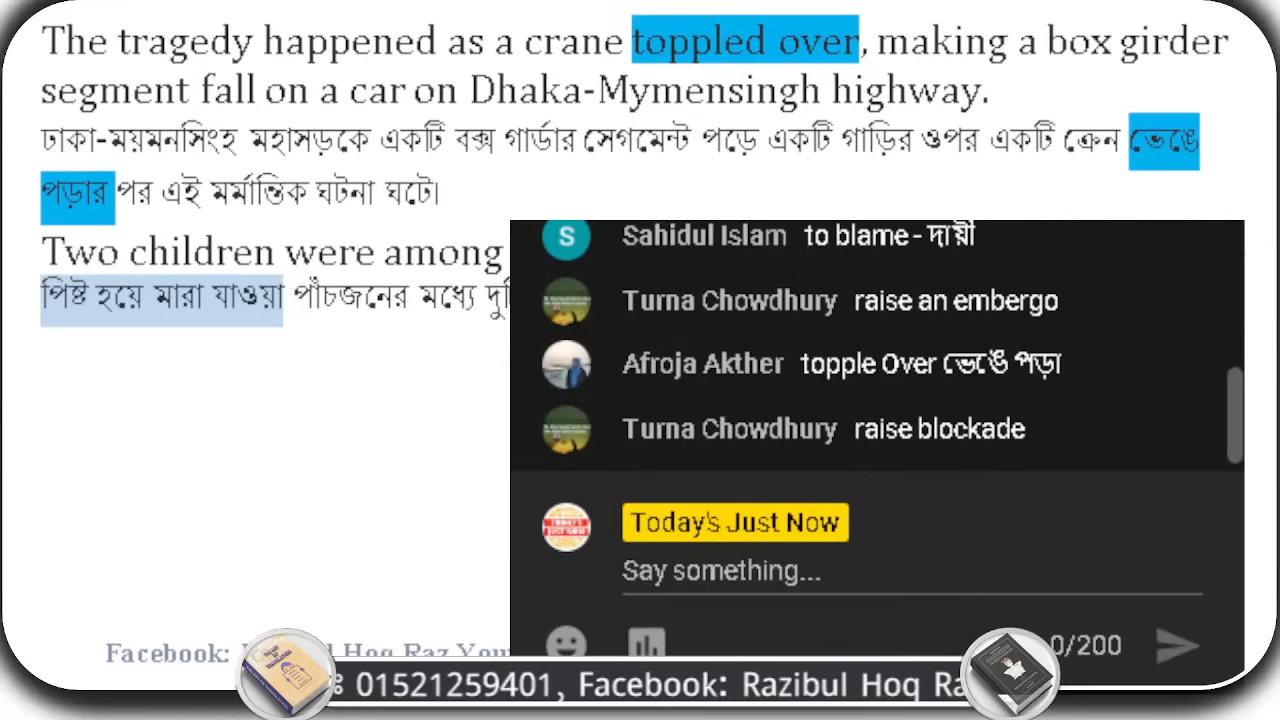 The tragedy happened as a crane toppled over, making a box girder
segment fall on a car on Dhaka-Mymensingh highway.
ঢাকা-ময়মনসিংহ মহাসড়কে একটি বক্স গার্ডার সেগমেন্ট পড়ে একটি গাড়ির ওপর একটি ক্রেন ভেঙে
পড়ার পর এই মর্মান্তিক ঘটনা ঘটে।
Two children were among
পিষ্ট হয়ে মারা যাওয়া পাঁচজনের মধ্যে
S
Sahidul Islam to blame - দায়ী
Turna Chowdhury raise an embergo
Afroja Akther topple Over ভেঙে পড়া
Turna Chowdhury raise blockade
Today's Just Now
Say something...
0/200
Facebook: Hoq Raz
01521259401, Facebook: Razibul Hoq